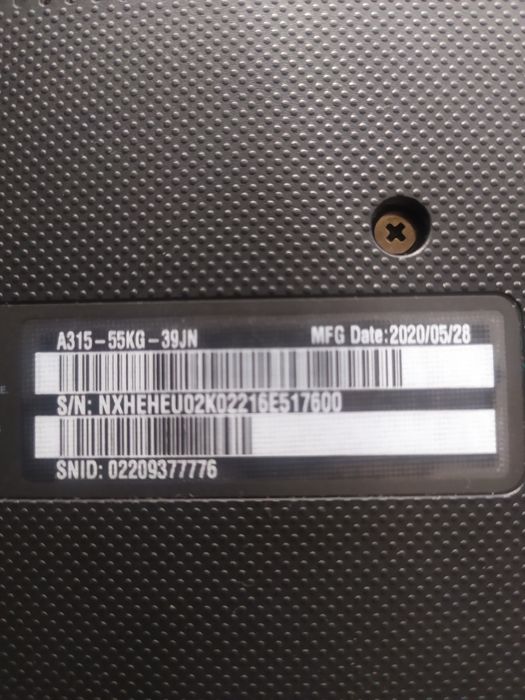 A315-55KG-39JN MFG Date:2020/05/28
S/N: NXHEHEU02K02216E517600
SNID: 02209377776